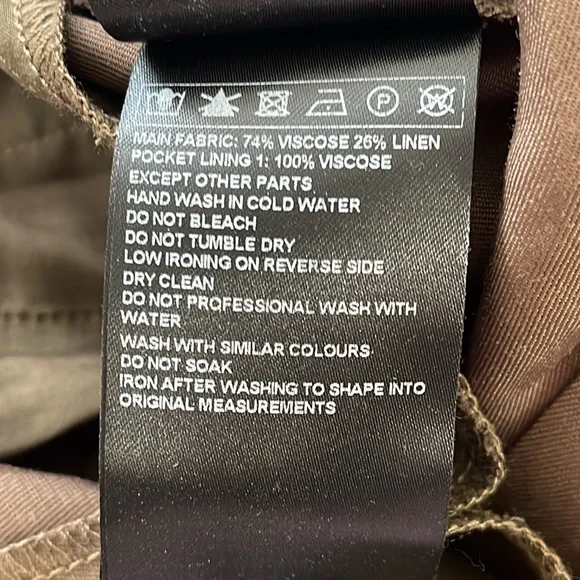 P W
MAIN FABRIC: 74% VISCOSE 26% LINEN
POCKET LINING 1: 100% VISCOSE
EXCEPT OTHER PARTS
HAND WASH IN COLD WATER
DO NOT BLEACH
DO NOT TUMBLE DRY
LOW IRONING ON REVERSE SIDE
DRY CLEAN
DO NOT PROFESSIONAL WASH WITH
WATER
WASH WITH SIMILAR COLOURS
DO NOT SOAK
IRON AFTER WASHING TO SHAPE INTO
ORIGINAL MEASUREMENTS